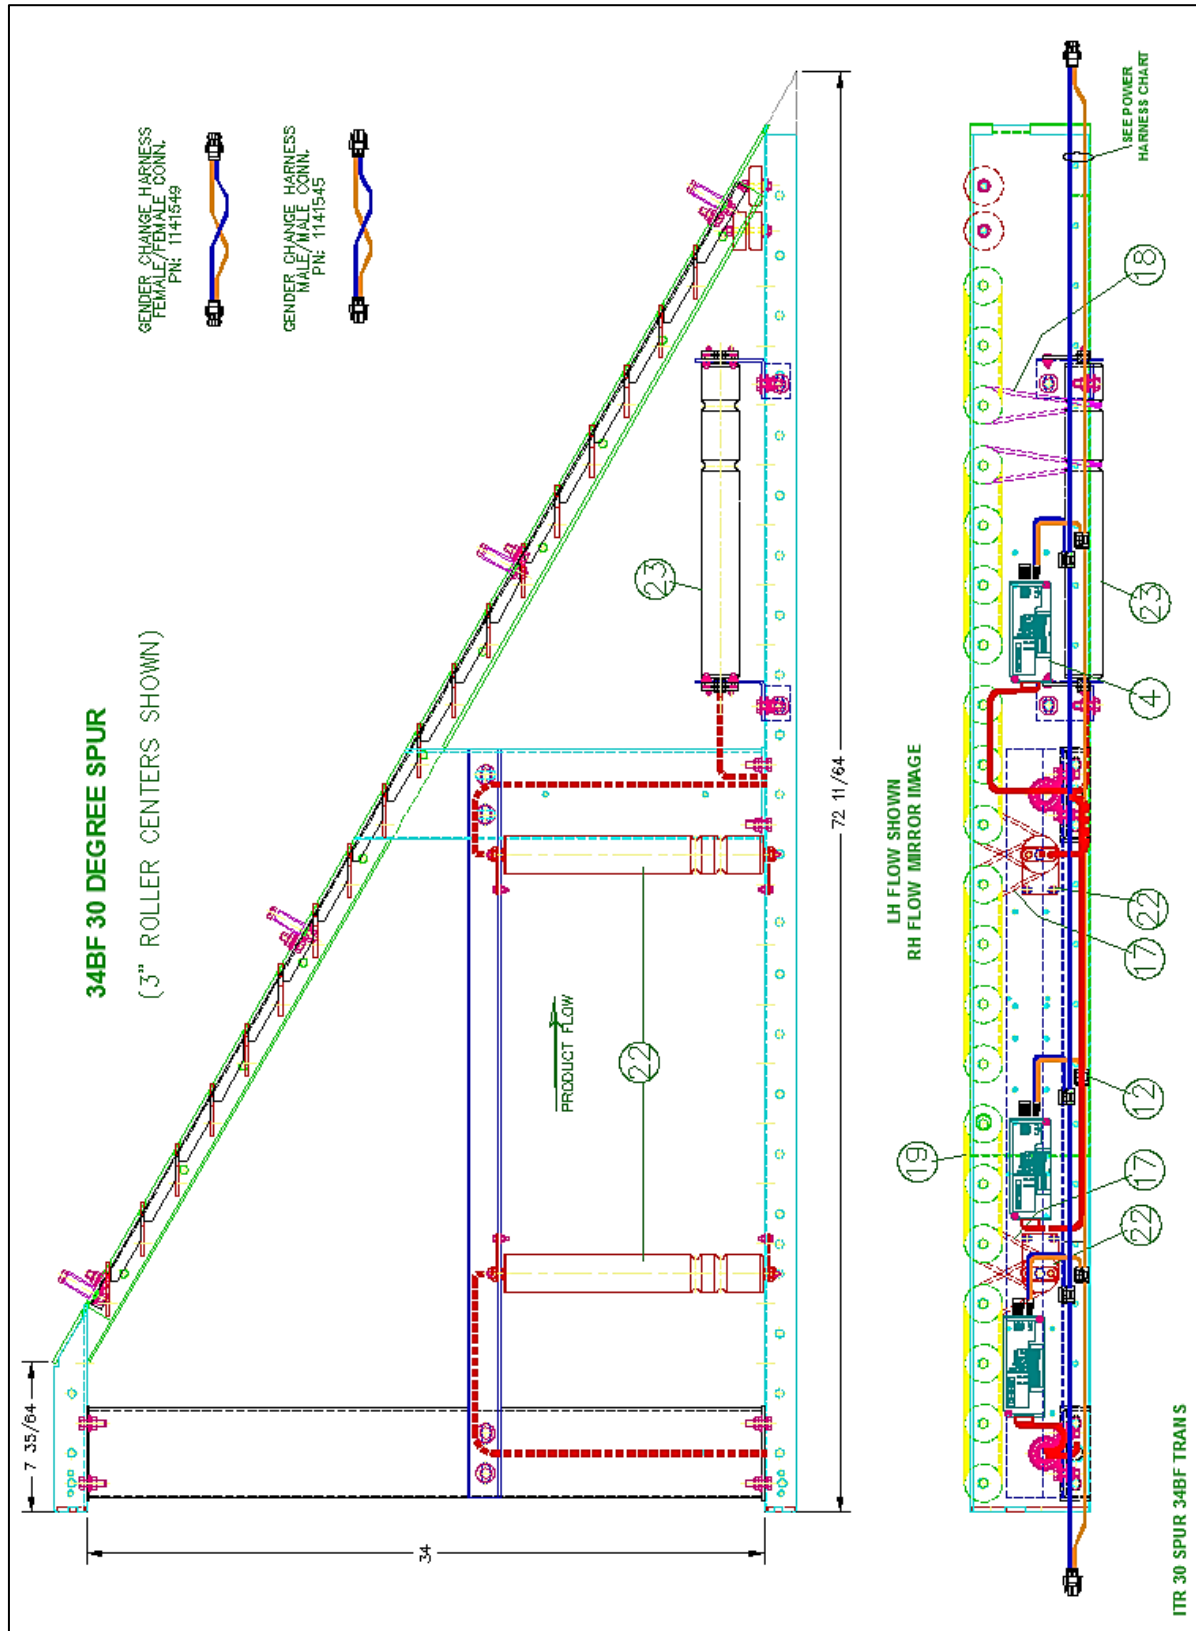 34BF 30 DEGREE SPUR
(3" ROLLER CENTERS SHOWN)
GENDER CHANGE HARNESS
FEMALE/FEMALE CONN.
PN: 1141549
GENDER CHANGE HARNESS
MALE/MALE CONN.
PN: 1141545
7 35/64
34
72 11/64
PRODUCT FLOW
22
23
LH FLOW SHOWN
RH FLOW MIRROR IMAGE
SEE POWER
HARNESS CHART
18
23
4
22
17
12
19
17
22
ITR 30 SPUR 34BF TRANS